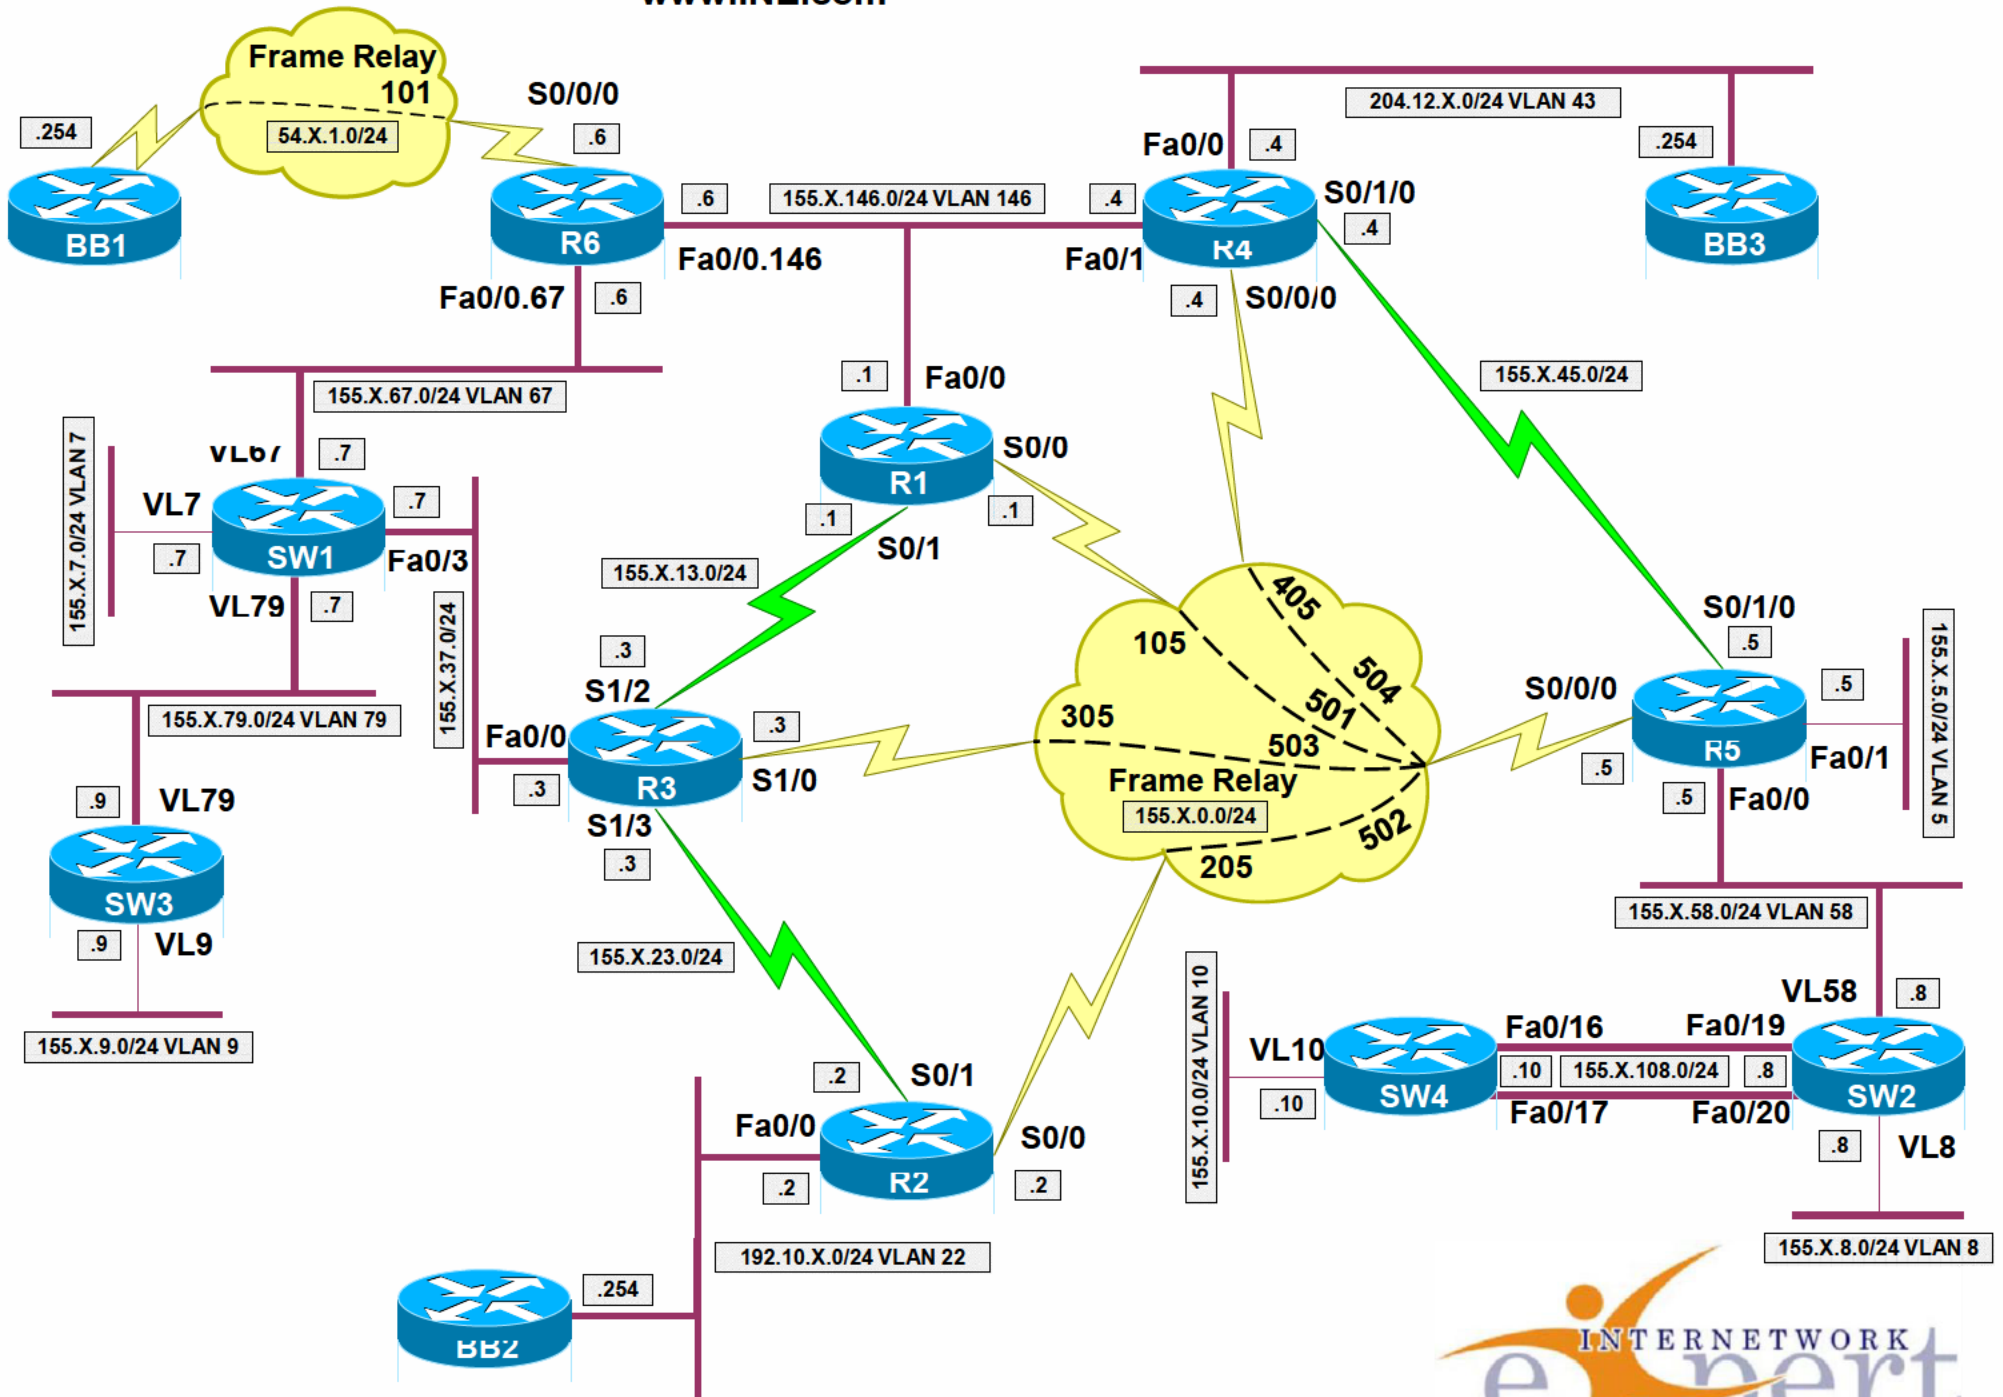 www.INE.com
Frame Relay
101
54.X.1.0/24
.254
BB1
S0/0/0
.6
R6
.6
Fa0/0.146
155.X.146.0/24 VLAN 146
Fa0/0.67
.6
204.12.X.0/24 VLAN 43
Fa0/0
.4
.254
BB3
.4
Fa0/1
R4
S0/1/0
.4
.4
S0/0/0
155.X.67.0/24 VLAN 67
155.X.7.0/24 VLAN 7
VL67
.7
VL7
.7
SW1
.7
Fa0/3
VL79
.7
155.X.37.0/24
155.X.79.0/24 VLAN 79
.9
VL79
SW3
.9
VL9
155.X.9.0/24 VLAN 9
.1
Fa0/0
R1
S0/0
.1
.1
S0/1
155.X.13.0/24
155.X.45.0/24
.3
S1/2
Fa0/0
.3
R3
.3
S1/0
S1/3
.3
155.X.23.0/24
405
504
105
501
305
503
Frame Relay
155.X.0.0/24
502
205
S0/1/0
.5
S0/0/0
.5
R5
.5
Fa0/1
155.X.5.0/24 VLAN 5
.5
Fa0/0
155.X.58.0/24 VLAN 58
VL58
.8
155.X.10.0/24 VLAN 10
VL10
.10
SW4
Fa0/16
Fa0/19
.10
155.X.108.0/24
.8
Fa0/17
Fa0/20
SW2
.8
VL8
155.X.8.0/24 VLAN 8
.2
S0/1
Fa0/0
.2
R2
S0/0
.2
192.10.X.0/24 VLAN 22
.254
BB2
INTERNETWORK
expert